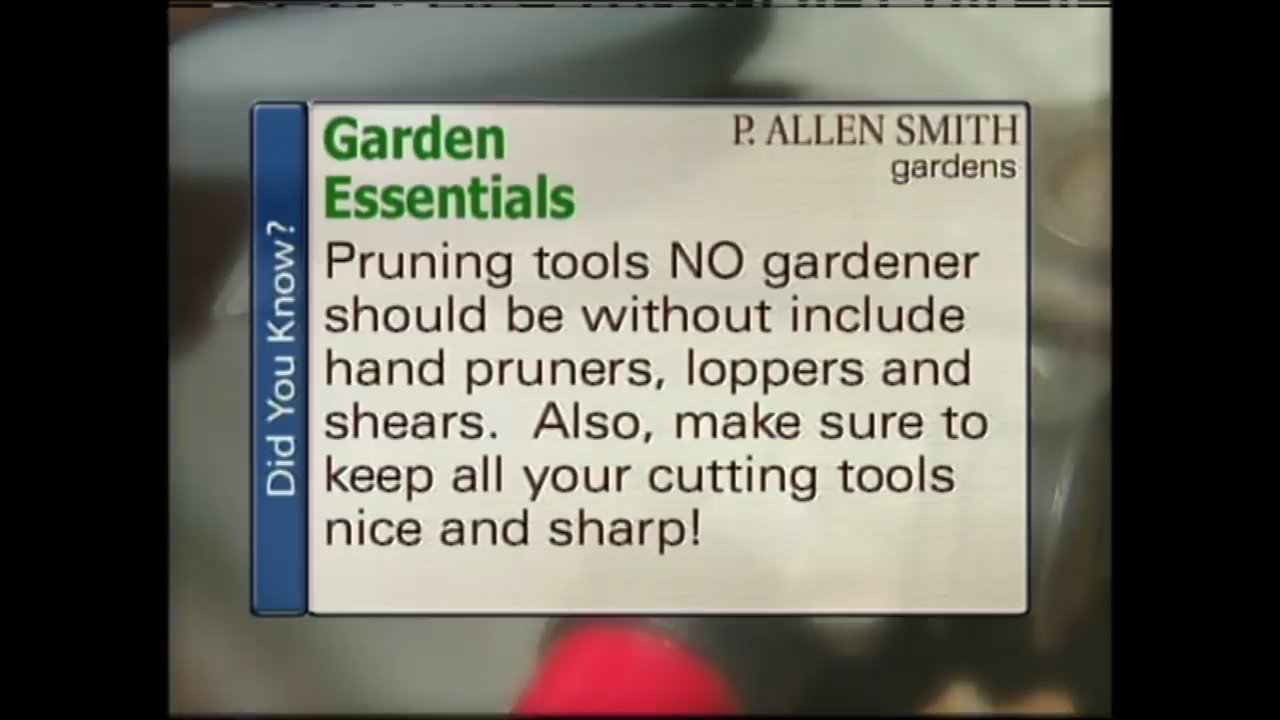 Did You Know?
Garden
Essentials
P. ALLEN SMITH
gardens
Pruning tools NO gardener
should be without include
hand pruners, loppers and
shears.  Also, make sure to
keep all your cutting tools
nice and sharp!